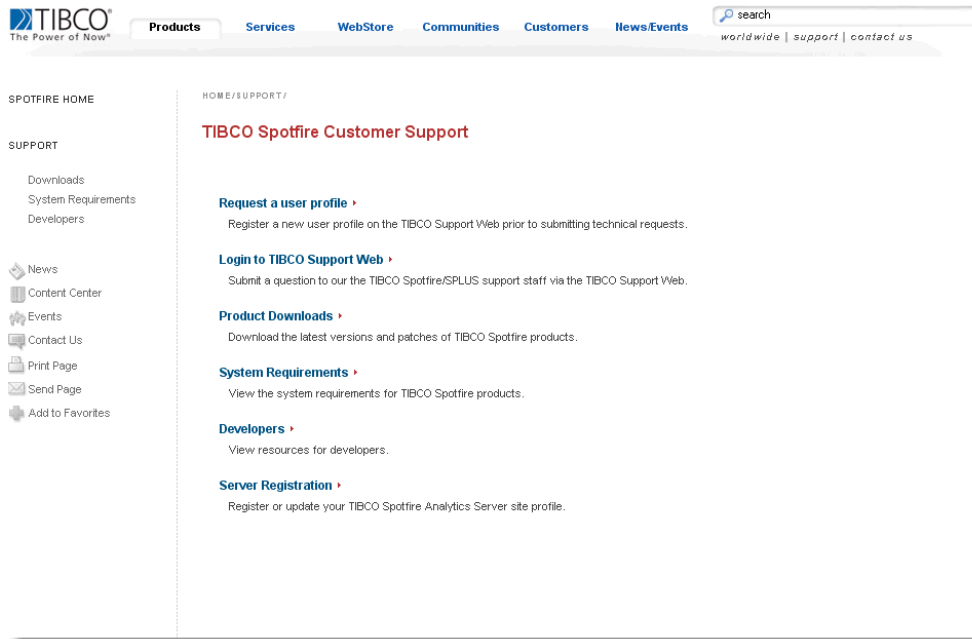 TIBCO®
The Power of Now®
Products Services WebStore Communities Customers News/Events
search
worldwide | support | contact us
SPOTFIRE HOME
SUPPORT
Downloads
System Requirements
Developers
News
Content Center
Events
Contact Us
Print Page
Send Page
Add to Favorites
HOME/SUPPORT/
TIBCO Spotfire Customer Support
Request a user profile
Register a new user profile on the TIBCO Support Web prior to submitting technical requests.
Login to TIBCO Support Web
Submit a question to our the TIBCO Spotfire/SPLUS support staff via the TIBCO Support Web.
Product Downloads
Download the latest versions and patches of TIBCO Spotfire products.
System Requirements
View the system requirements for TIBCO Spotfire products.
Developers
View resources for developers.
Server Registration
Register or update your TIBCO Spotfire Analytics Server site profile.